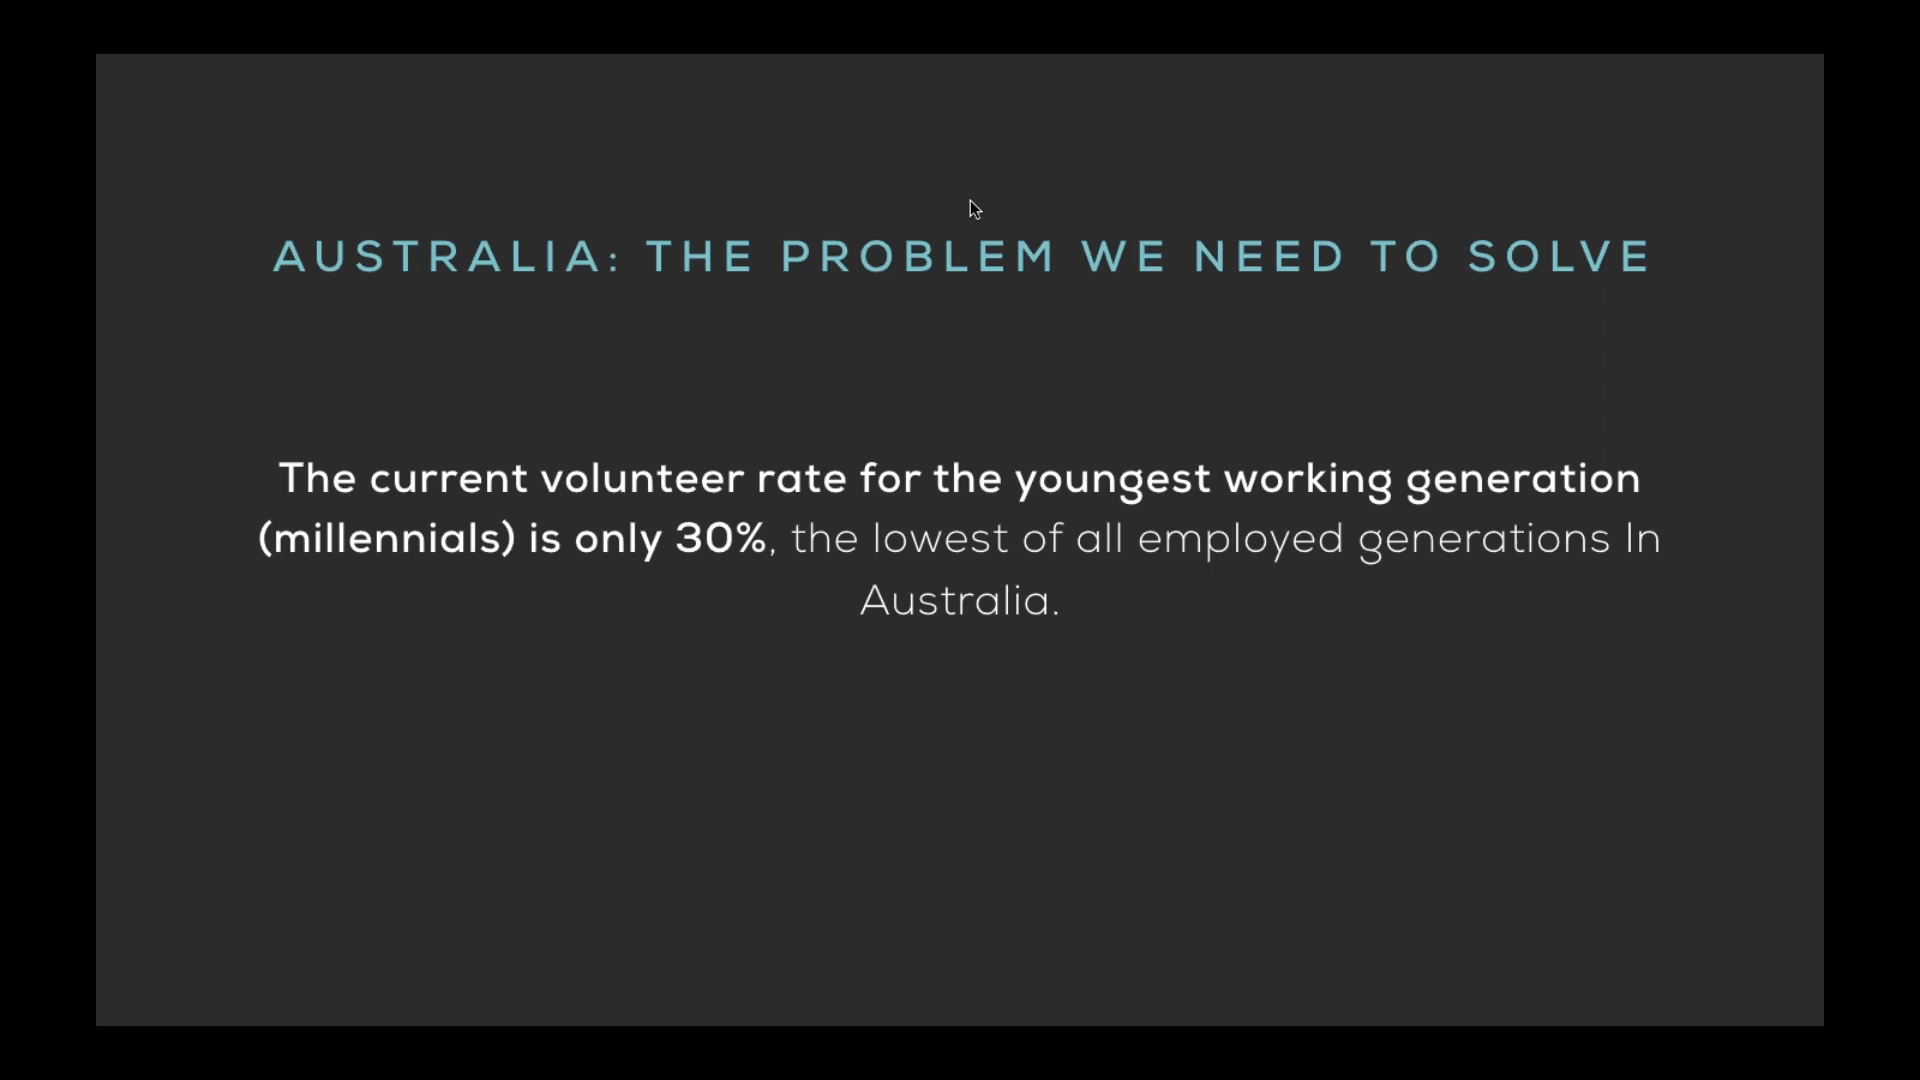 AUSTRALIA: THE PROBLEM WE NEED TO SOLVE
The current volunteer rate for the youngest working generation
(millennials) is only 30%, the lowest of all employed generations In
Australia.